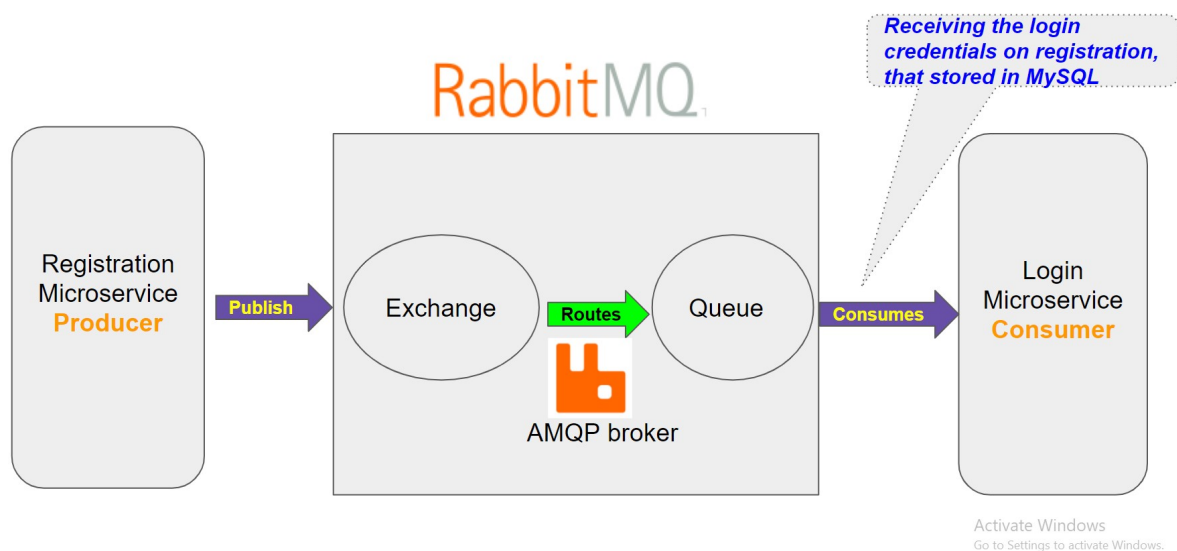 Receiving the login
credentials on registration,
that stored in MySQL
RabbitMQ
Registration
Microservice
Producer
Publish
Exchange
Routes
Queue
Consumes
Login
Microservice
Consumer
AMQP broker
Activate Windows
Go to Settings to activate Windows.